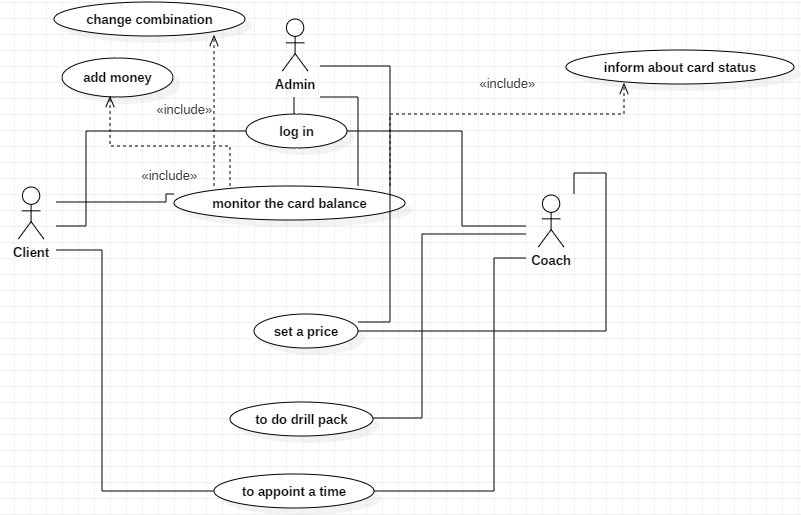 change combination
Admin
add money
inform about card status
«include»
«include»
log in
«include»
monitor the card balance
Client
Coach
set a price
to do drill pack
to appoint a time